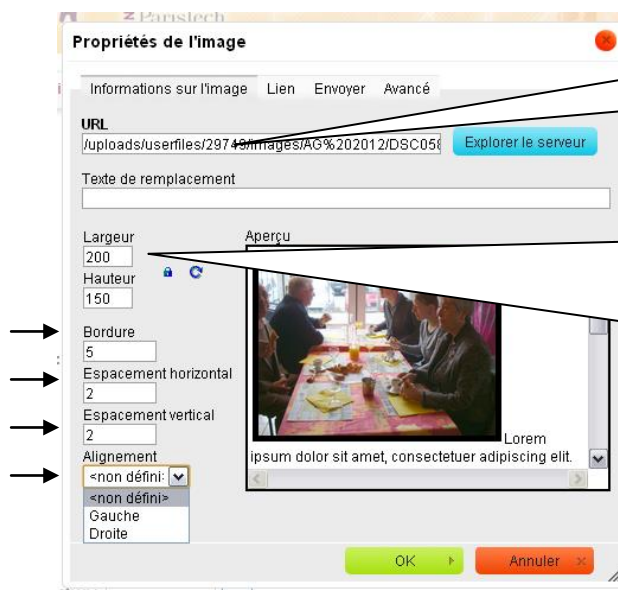 Paristech
Propriétés de l'image
Informations sur l'image Lien Envoyer Avancé
URL
/uploads/userfiles/29749/images/AG%202012/DSC058
Explorer le serveur
Texte de remplacement
Largeur
200
Hauteur
150
Aperçu
Bordure
5
Espacement horizontal
2
Espacement vertical
2
Alignement
<non défini
<non défini>
Gauche
Droite
Lorem
ipsum dolor sit amet, consectetuer adipiscing elit.
OK
Annuler